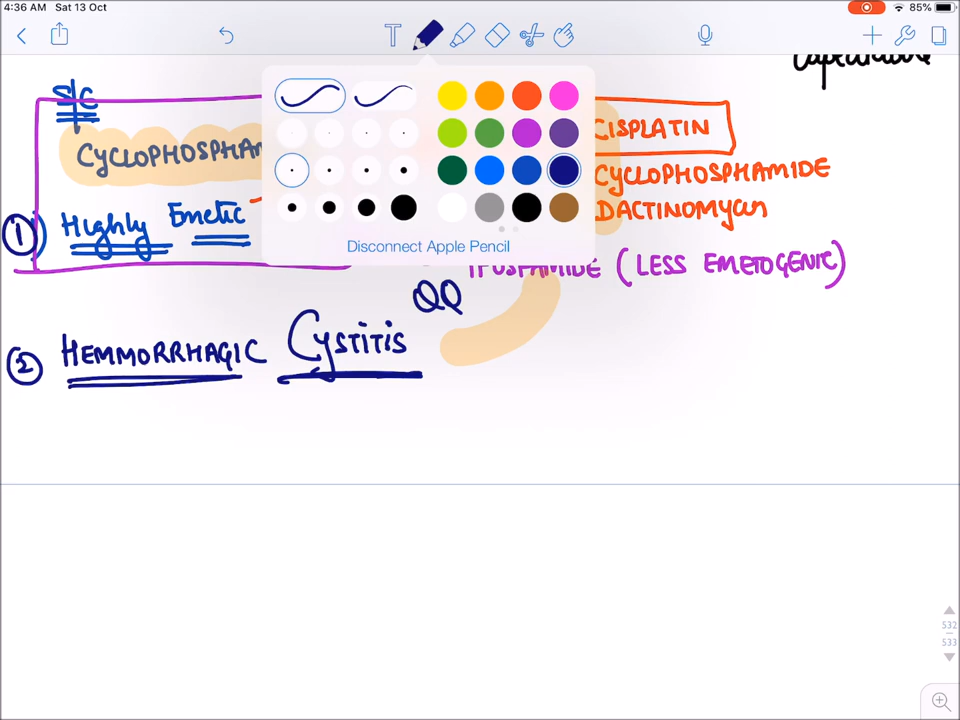 4:36 AM Sat 13 Oct 85%
T
S/C
CYCLOPHOSPHAM
CISPLATIN
CYCLOPHOSPHAMIDE
DACTINOMYCIN
1) Highly Emetic
Disconnect Apple Pencil
IFOSFAMIDE (LESS EMETOGENIC)
QQ
2 HEMMORRHAGIC CYSTITIS
532
533